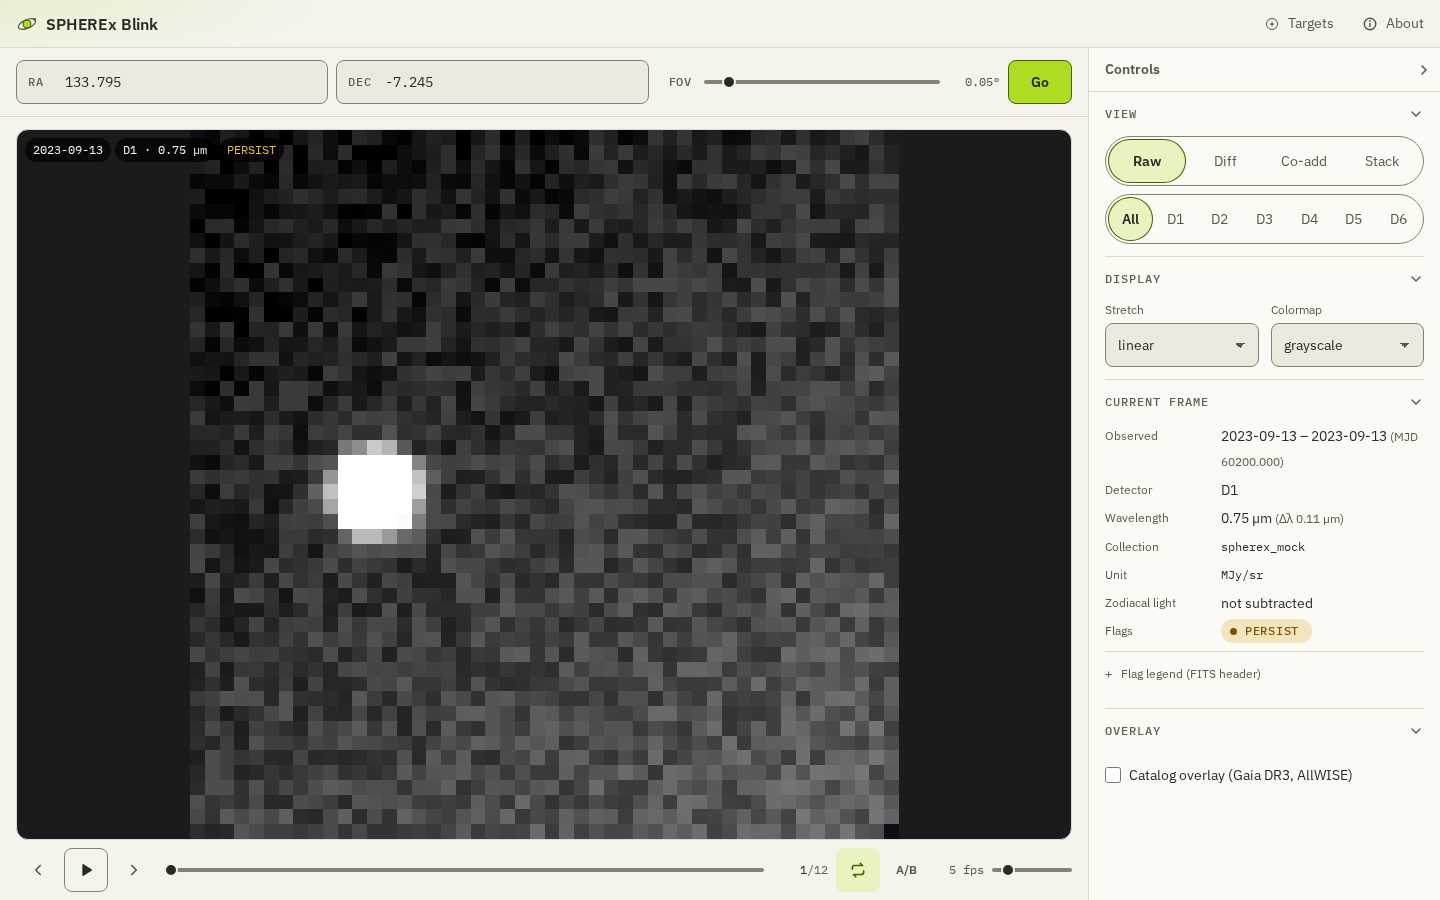 SPHEREx Blink
Targets
About
RA 133.795
DEC -7.245
FOV
0.05°
Go
Controls
2023-09-13
D1 · 0.75 µm
PERSIST
VIEW
Raw Diff Co-add Stack
All D1 D2 D3 D4 D5 D6
DISPLAY
Stretch Colormap
linear grayscale
CURRENT FRAME
Observed 2023-09-13 – 2023-09-13 (MJD
60200.000)
Detector D1
Wavelength 0.75 µm (Δλ 0.11 µm)
Collection spherex_mock
Unit MJy/sr
Zodiacal light not subtracted
Flags PERSIST
+ Flag legend (FITS header)
OVERLAY
Catalog overlay (Gaia DR3, AllWISE)
1/12
A/B
5 fps